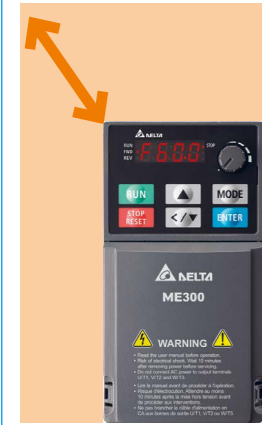 DELTA
RUN
FWD
REV
F60.0
STOP
RUN
MODE
STOP
RESET
ENTER
DELTA
ME300
WARNING
• Read the user manual before operation.
• Risk of electrical shock. Wait 10 minutes
after removing power before servicing.
• Do not connect AC power to output terminals
U/T1, V/T2 and W/T3.
• Lire le manuel avant de procéder à l'opération.
• Risque d'électrocution. Attendre au moins
10 minutes après la mise hors tension avant
de procéder aux interventions.
• Ne pas brancher le câble d'alimentation en
CA aux bornes de sortie U/T1, V/T2 ou W/T3.